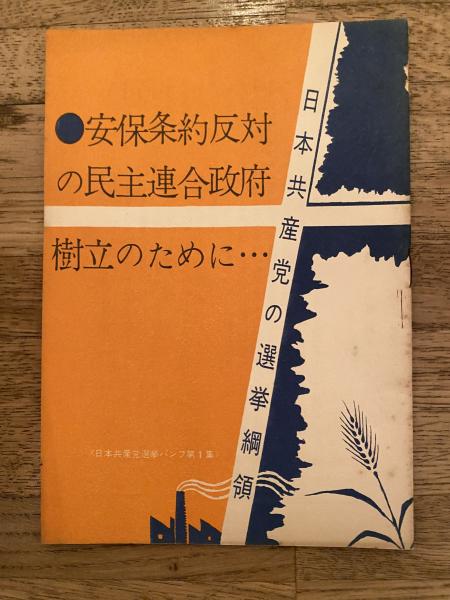 ●安保条約反対
の民主連合政府
樹立のために…
日本共産党の選挙綱領
〈日本共産党選挙パンフ第1集〉